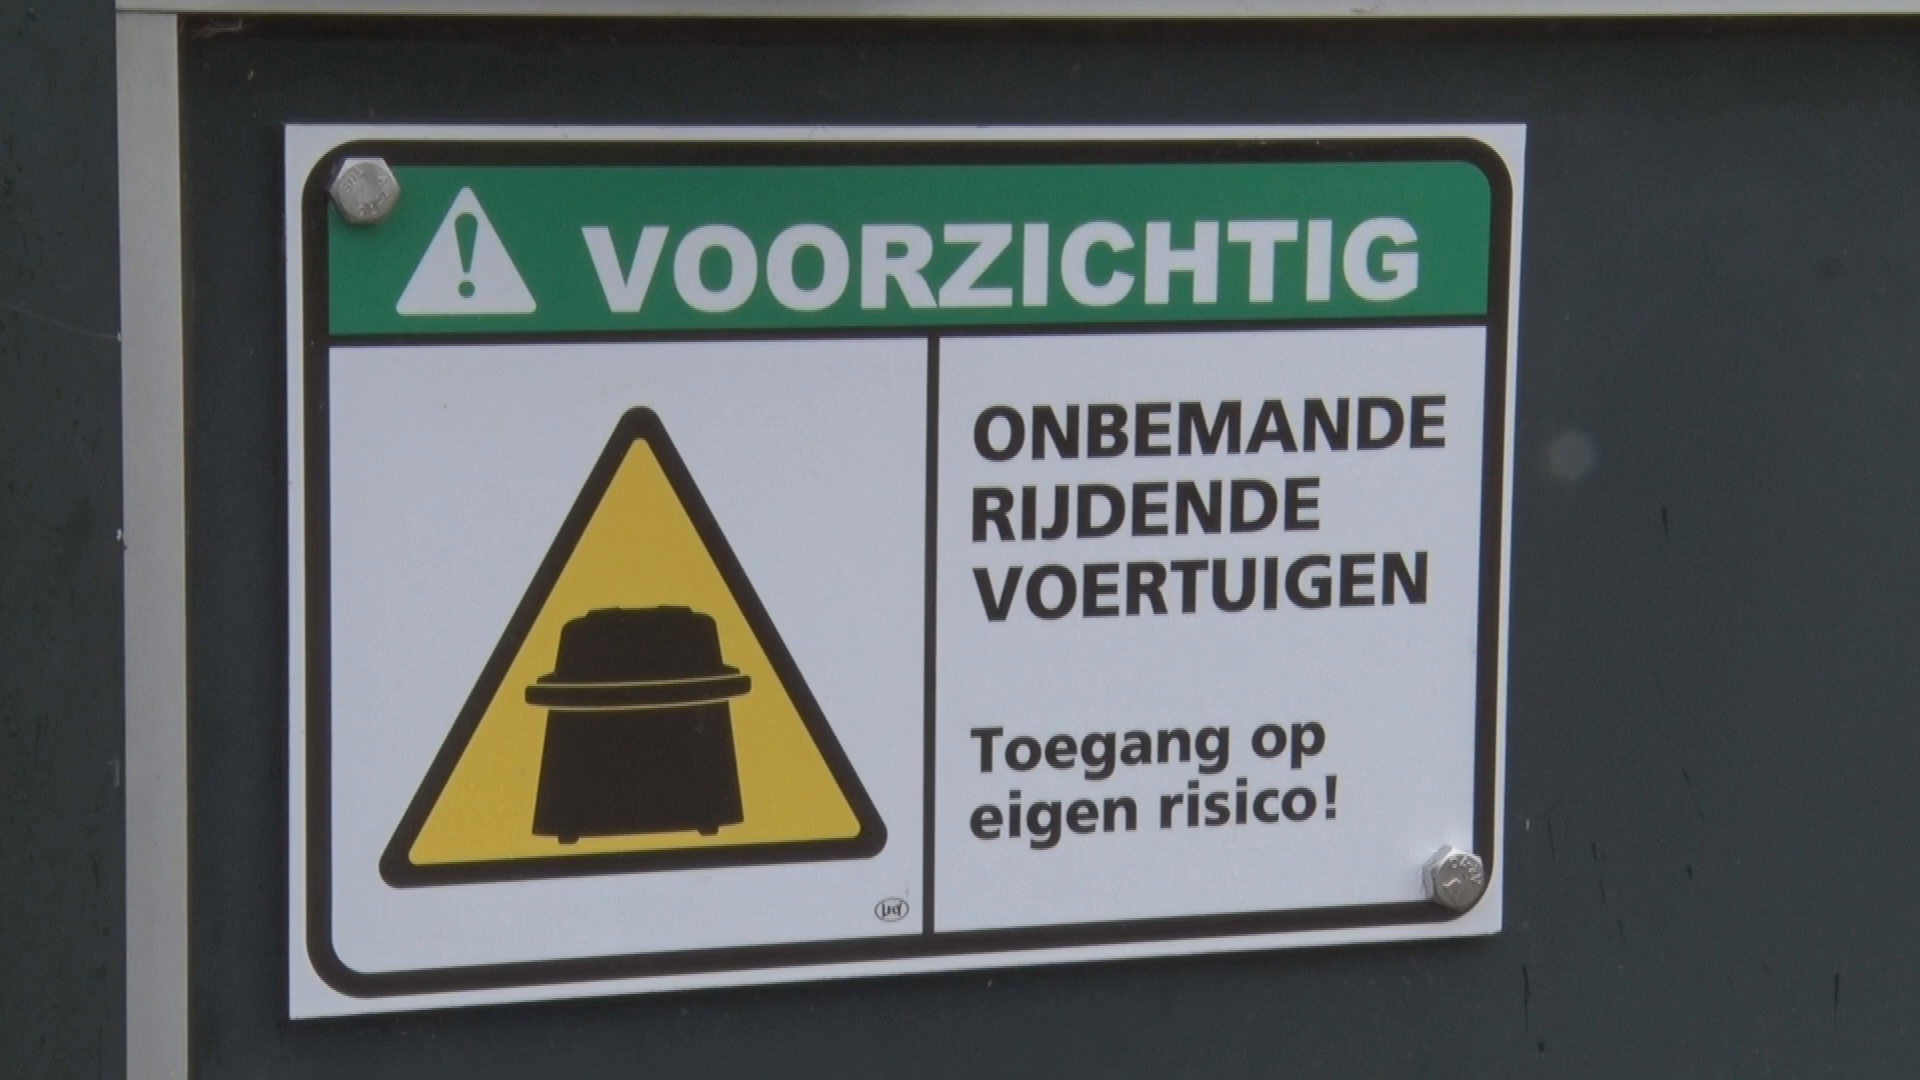 VOORZICHTIG
ONBEMANDE
RIJDENDE
VOERTUIGEN
Toegang op
eigen risico!